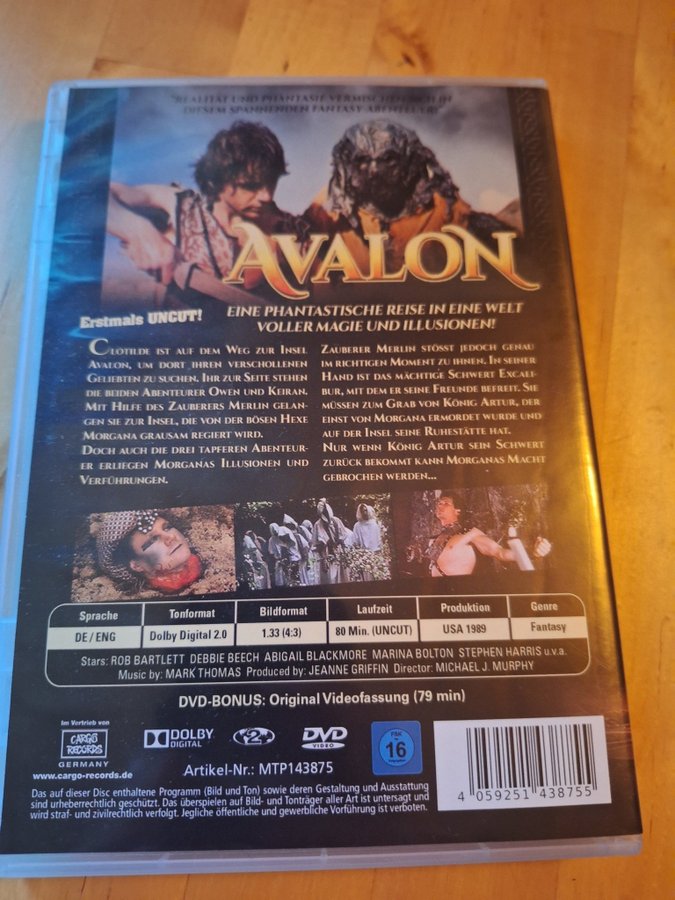 "REALITÄT UND PHANTASIE VERMISCHEN SICH IN
DIESEM SPANNENDEN FANTASY-ABENTEUER!"
AVALON
Erstmals UNCUT!
EINE PHANTASTISCHE REISE IN EINE WELT
VOLLER MAGIE UND ILLUSIONEN!
CLOTILDE IST AUF DEM WEG ZUR INSEL
AVALON, UM DORT IHREN VERSCHOLLENEN
GELIEBTEN ZU SUCHEN. IHR ZUR SEITE STEHEN
DIE BEIDEN ABENTEURER OWEN UND KEIRAN.
MIT HILFE DES ZAUBERERS MERLIN GELAN-
GEN SIE ZUR INSEL, DIE VON DER BÖSEN HEXE
MORGANA GRAUSAM REGIERT WIRD.
DOCH AUCH DIE DREI TAPFEREN ABENTEUR-
ER ERLIEGEN MORGANAS ILLUSIONEN UND
VERFÜHRUNGEN.
ZAUBERER MERLIN STÖSST JEDOCH GENAU
IM RICHTIGEN MOMENT ZU IHNEN. IN SEINER
HAND IST DAS MÄCHTIGE SCHWERT EXCALI-
BUR, MIT DEM ER SEINE FREUNDE BEFREIT. SIE
MÜSSEN ZUM GRAB VON KÖNIG ARTUR, DER
EINST VON MORGANA ERMORDET WURDE UND
AUF DER INSEL SEINE RUHESTÄTTE HAT.
NUR WENN KÖNIG ARTUR SEIN SCHWERT
ZURÜCK BEKOMMT KANN MORGANAS MACHT
GEBROCHEN WERDEN...
Sprache Tonformat Bildformat Laufzeit Produktion Genre
DE / ENG Dolby Digital 2.0 1.33 (4:3) 80 Min. (UNCUT) USA 1989 Fantasy
Stars: ROB BARTLETT DEBBIE BEECH ABIGAIL BLACKMORE MARINA BOLTON STEPHEN HARRIS u.v.a.
Music by: MARK THOMAS Produced by: JEANNE GRIFFIN Director: MICHAEL J. MURPHY
DVD-BONUS: Original Videofassung (79 min)
Im Vertrieb von
CARGO
RECORDS
GERMANY
www.cargo-records.de
DOLBY
DIGITAL
2
DVD
VIDEO
FSK
16
Artikel-Nr.: MTP143875
4 059251 438755
Das auf dieser Disc enthaltene Programm (Bild und Ton) sowie deren Gestaltung und Ausstattung
sind urheberrechtlich geschützt. Das überspielen auf Bild- und Tonträger aller Art ist untersagt und
wird straf- und zivilrechtlich verfolgt. Jegliche öffentliche und gewerbliche Vorführung ist verboten.